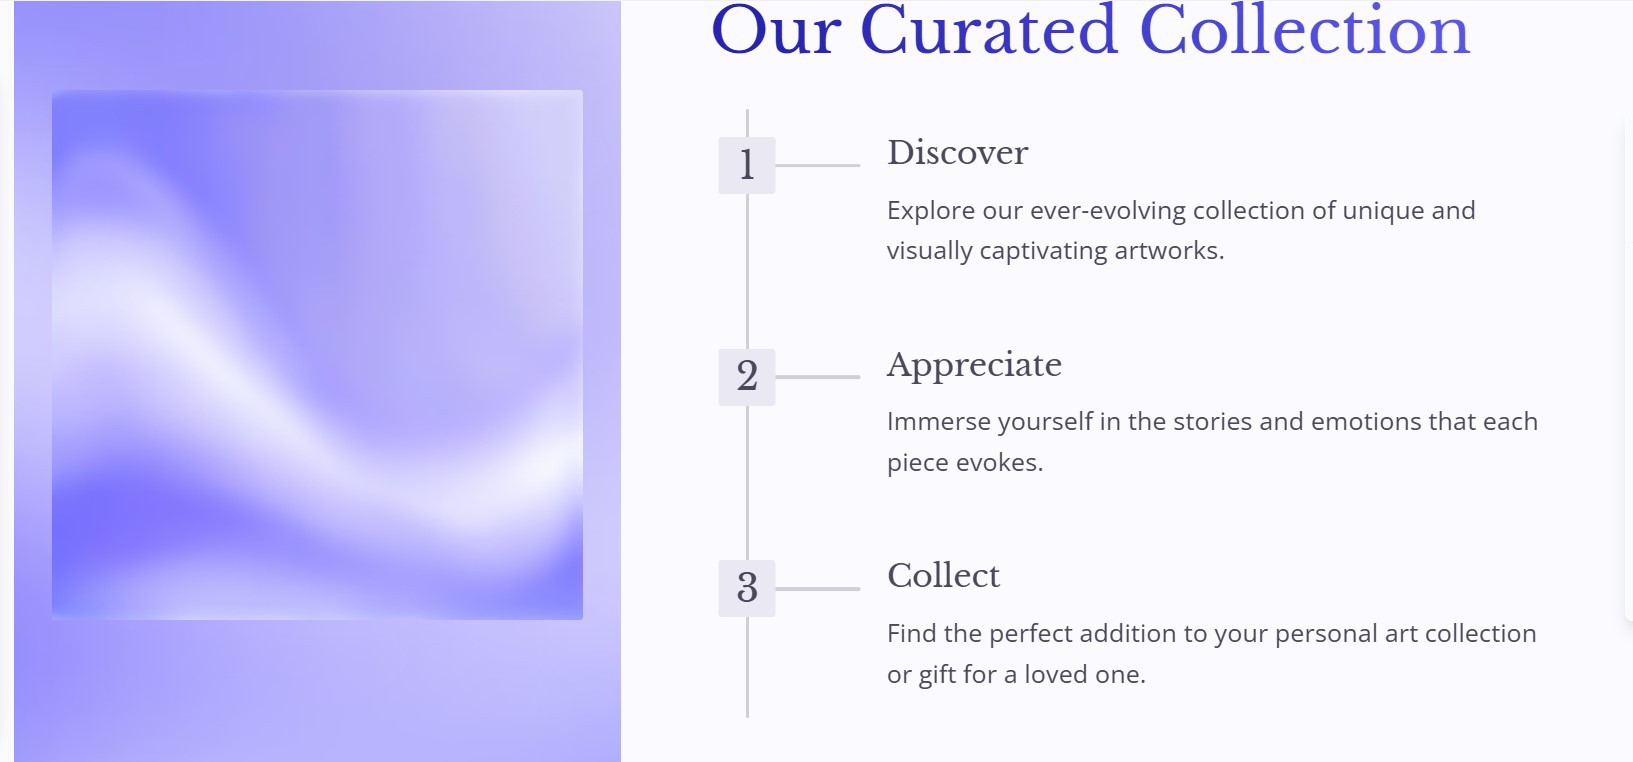 Our Curated Collection
1
Discover
Explore our ever-evolving collection of unique and
visually captivating artworks.
2
Appreciate
Immerse yourself in the stories and emotions that each
piece evokes.
3
Collect
Find the perfect addition to your personal art collection
or gift for a loved one.